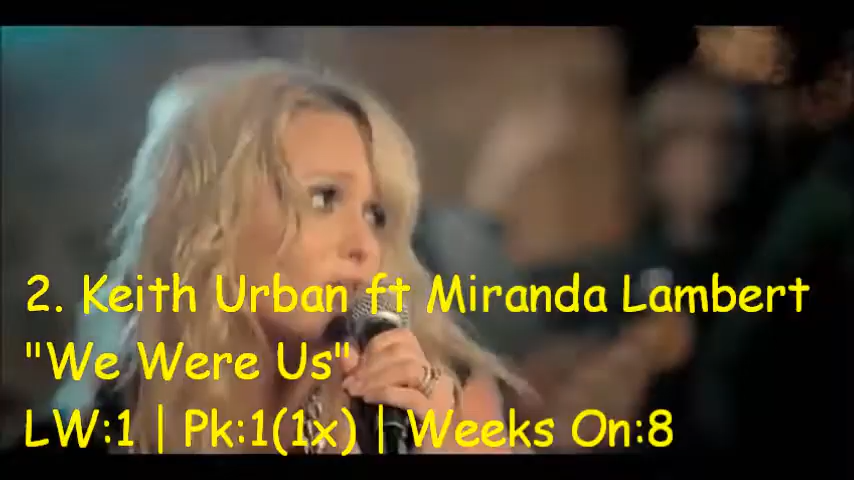 2. Keith Urban ft Miranda Lambert
"We Were Us"
LW:1 | Pk:1(1x) | Weeks On:8